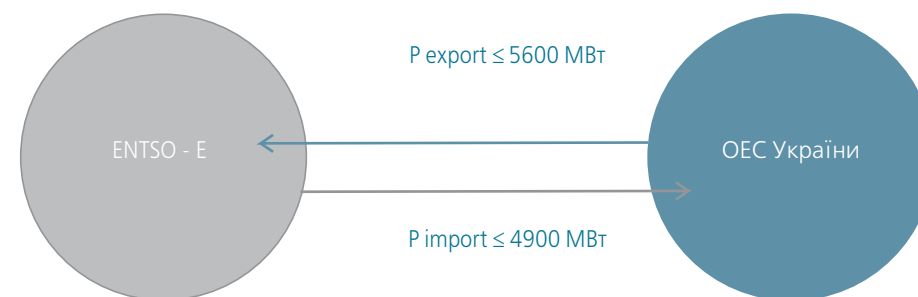 P export ≤ 5600 МВт
ENTSO - E
ОЕС України
P import ≤ 4900 МВт